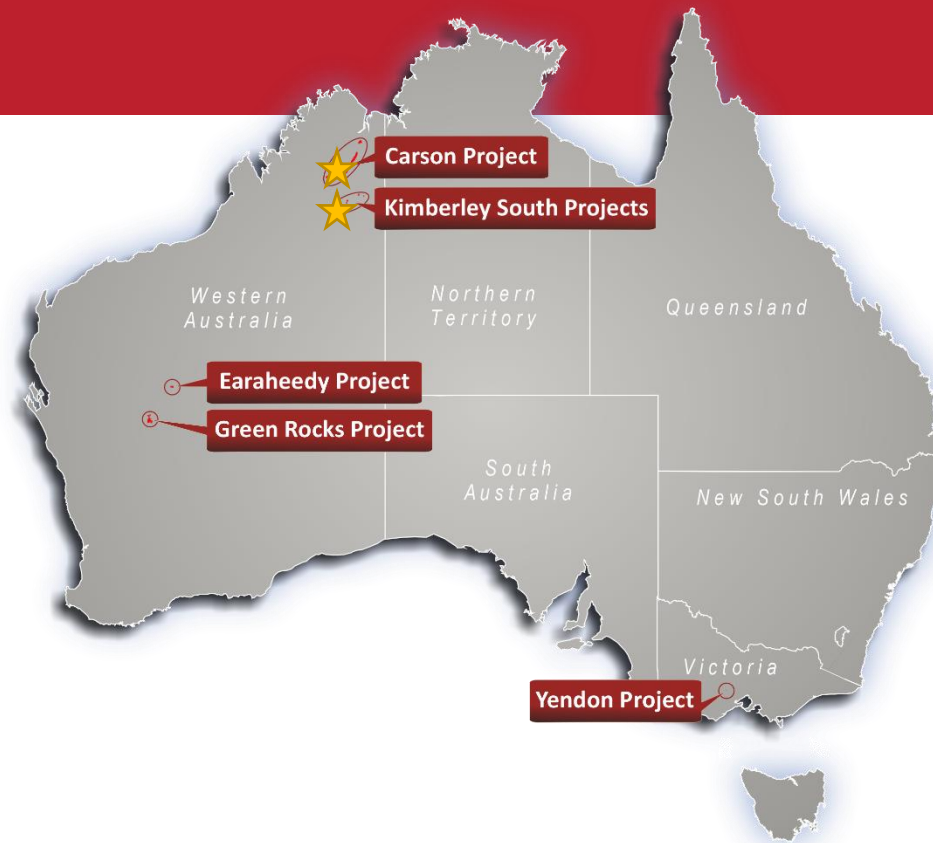 Carson Project
Kimberley South Projects
Western
Australia
Northern
Territory
Queensland
Earaheedy Project
Green Rocks Project
South
Australia
New South Wales
Victoria
Yendon Project